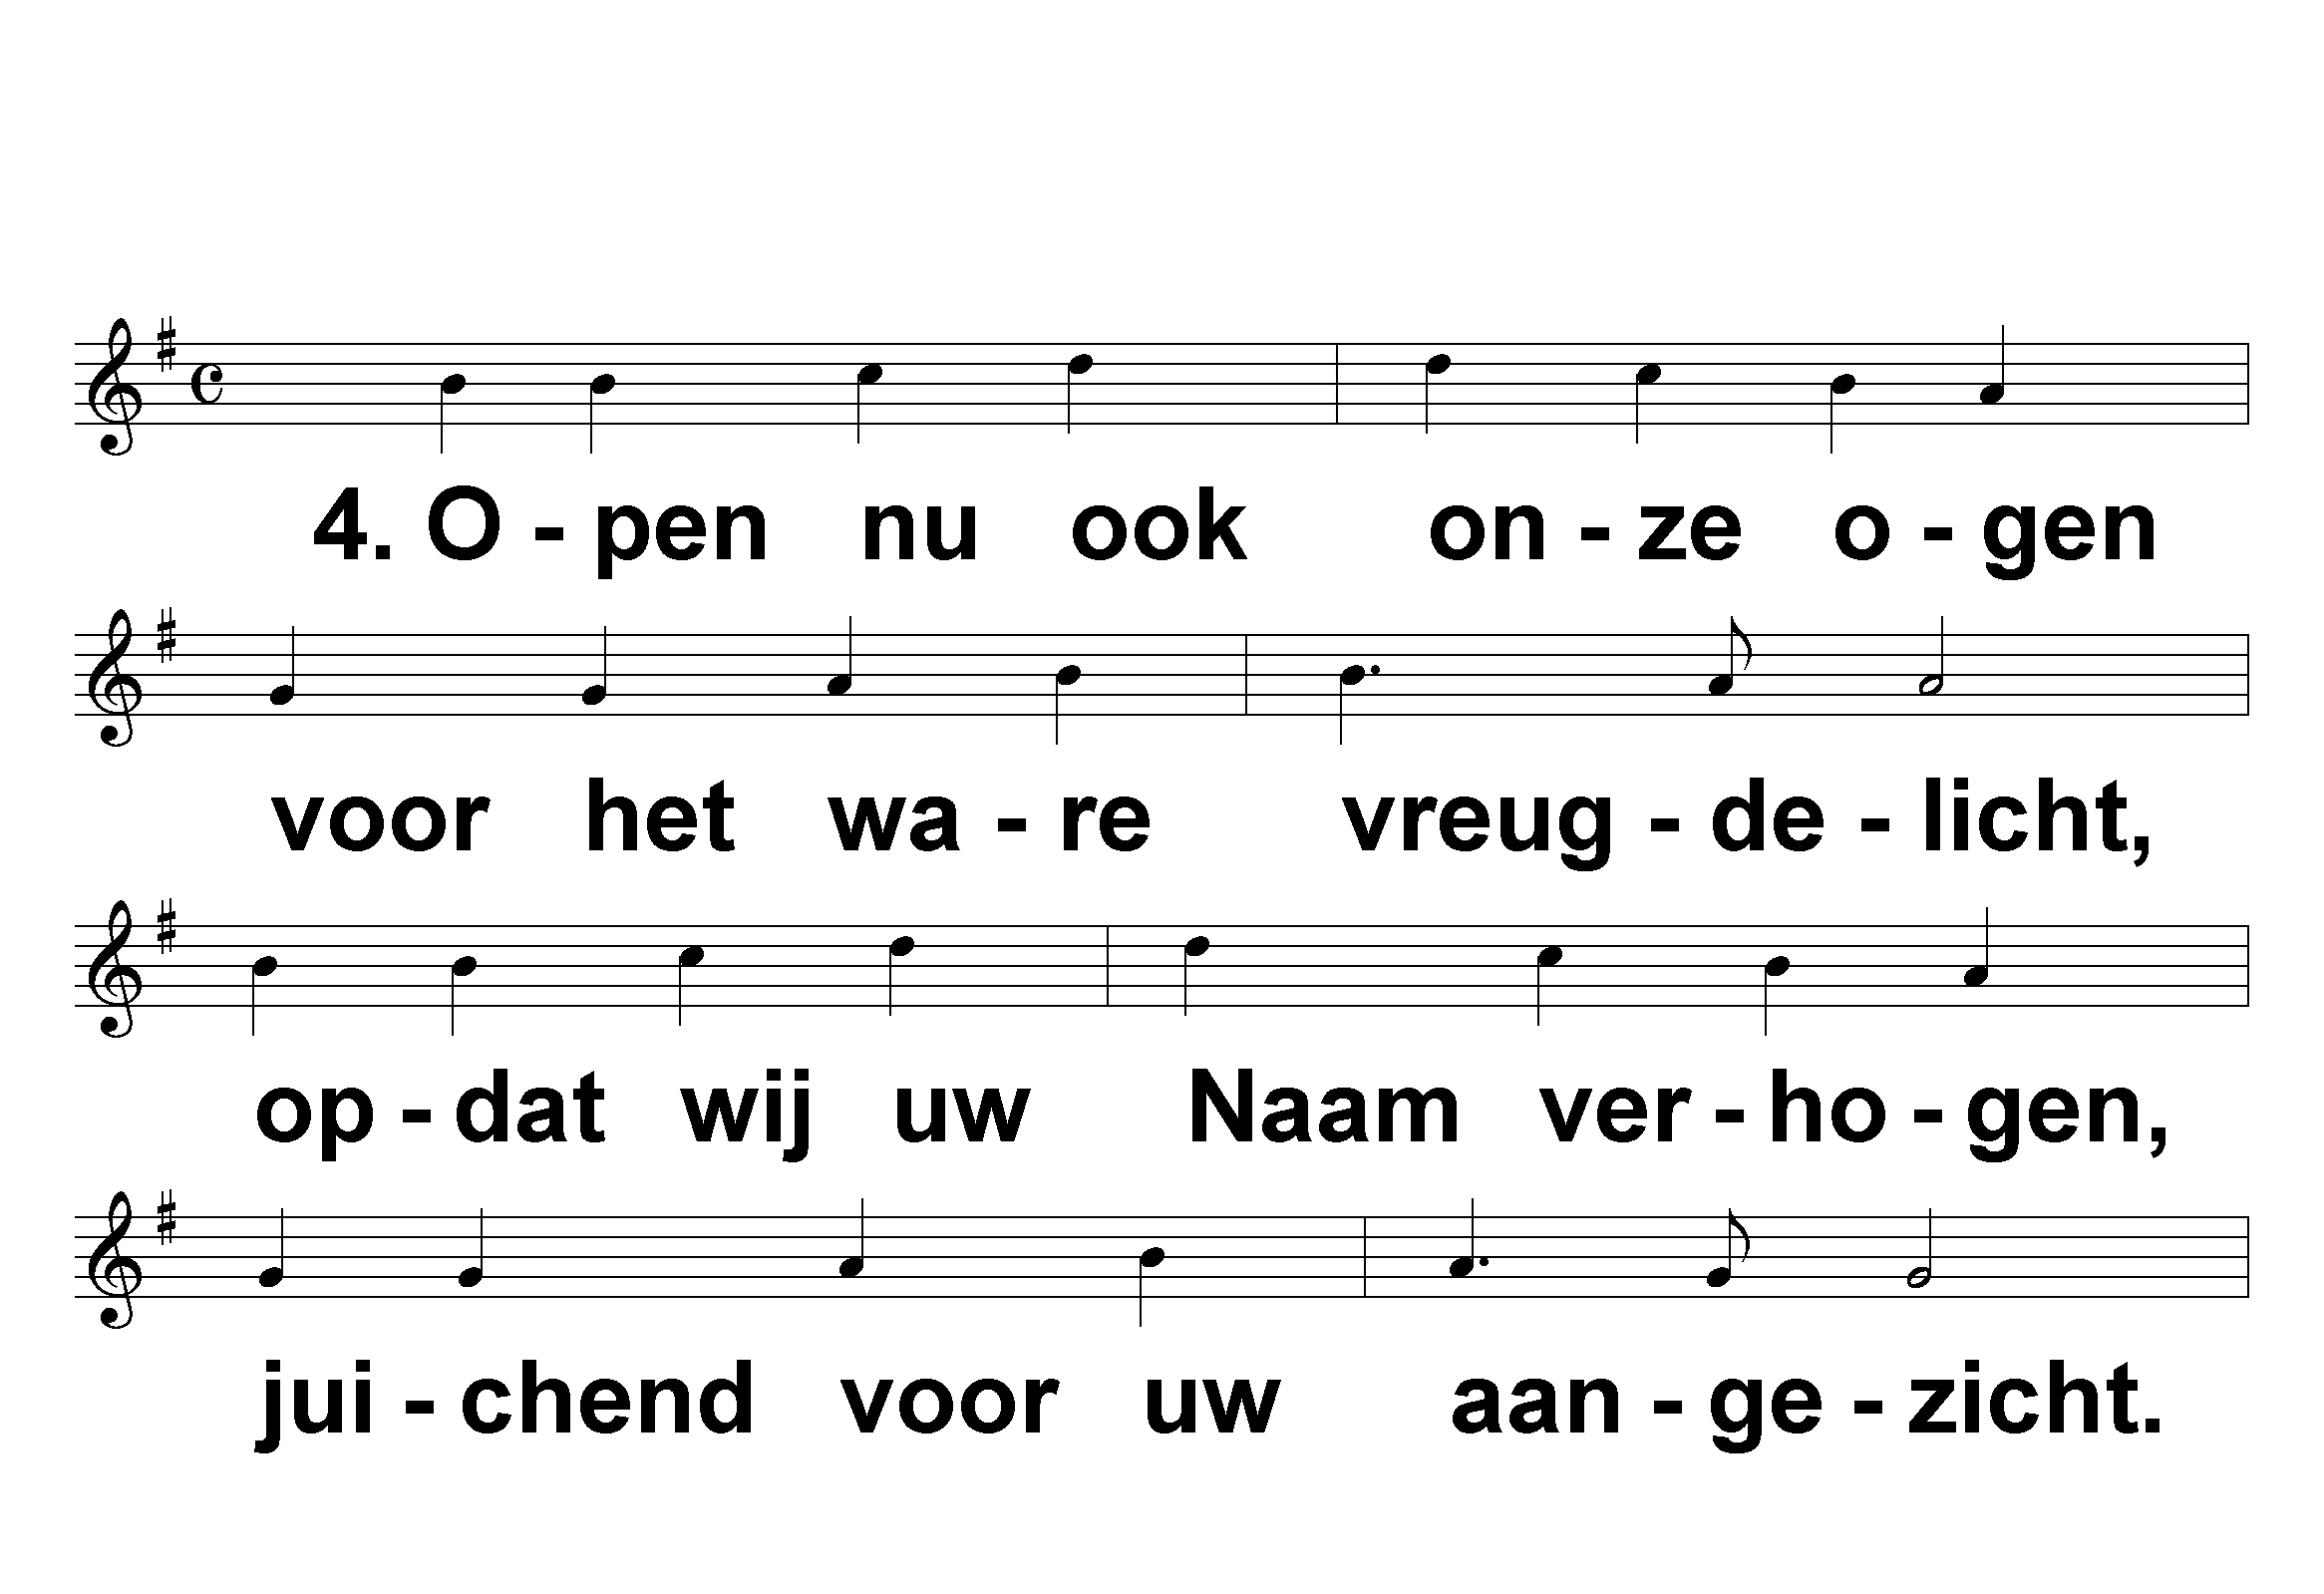 4. O - pen nu ook on - ze o - gen
voor het wa - re vreug - de - licht,
op - dat wij uw Naam ver - ho - gen,
jui - chend voor uw aan - ge - zicht.